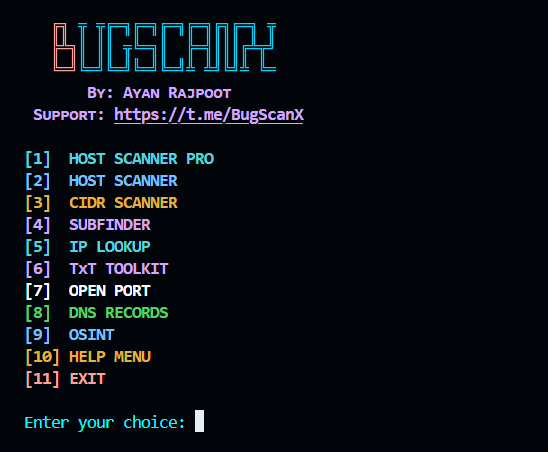 BUGSCANX
By: Ayan Rajpoot
Support: https://t.me/BugScanX
[1] HOST SCANNER PRO
[2] HOST SCANNER
[3] CIDR SCANNER
[4] SUBFINDER
[5] IP LOOKUP
[6] TxT TOOLKIT
[7] OPEN PORT
[8] DNS RECORDS
[9] OSINT
[10] HELP MENU
[11] EXIT
Enter your choice: